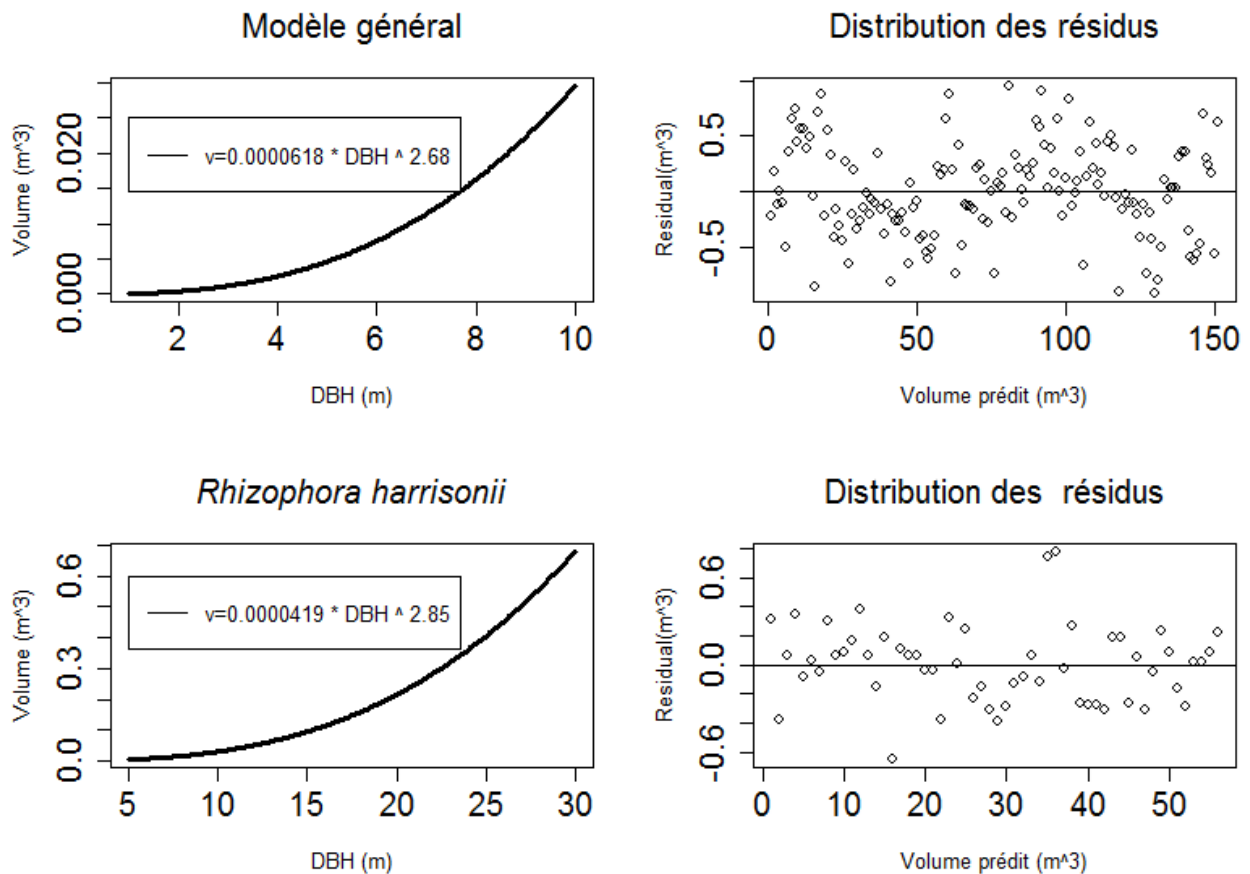 Modèle général
Volume (m^3)
0.000
0.020
v=0.0000618 * DBH ^ 2.68
2 4 6 8 10
DBH (m)
Distribution des résidus
Residual(m^3)
-0.5
0.5
0 50 100 150
Volume prédit (m^3)
Rhizophora harrisonii
Volume (m^3)
0.0
0.3
0.6
v=0.0000419 * DBH ^ 2.85
5 10 15 20 25 30
DBH (m)
Distribution des  résidus
Residual(m^3)
-0.6
0.0
0.6
0 10 20 30 40 50
Volume prédit (m^3)